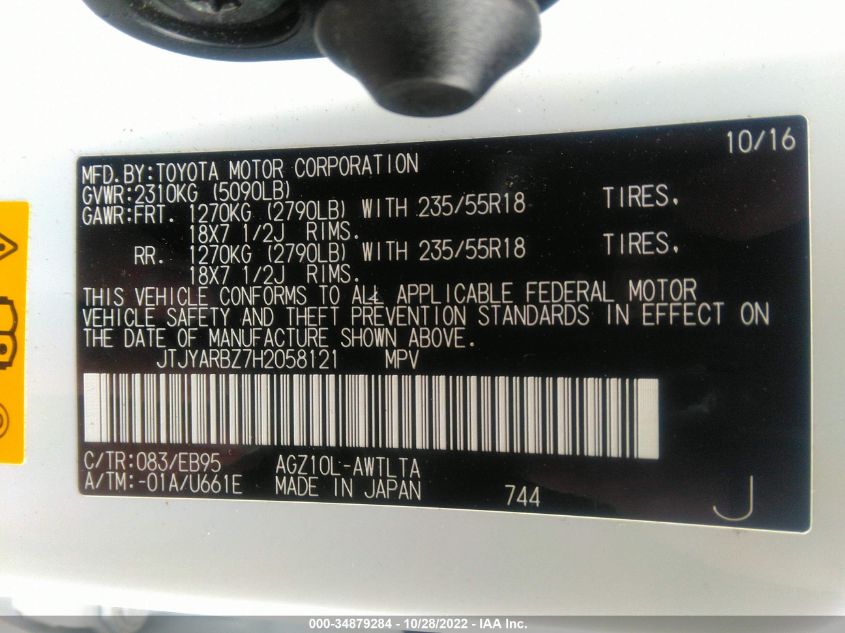 10/16
MFD.BY:TOYOTA MOTOR CORPORATION
GVWR:2310KG (5090LB)
GAWR:FRT. 1270KG (2790LB) WITH 235/55R18 TIRES,
18X7 1/2J RIMS.
RR. 1270KG (2790LB) WITH 235/55R18 TIRES,
18X7 1/2J RIMS.
THIS VEHICLE CONFORMS TO ALL APPLICABLE FEDERAL MOTOR
VEHICLE SAFETY AND THEFT PREVENTION STANDARDS IN EFFECT ON
THE DATE OF MANUFACTURE SHOWN ABOVE.
JTJYARBZ7H2058121 MPV
C/TR:083/EB95 AGZ10L-AWTLTA
A/TM:-01A/U661E MADE IN JAPAN 744 J
000-34879284 - 10/28/2022 - IAA Inc.